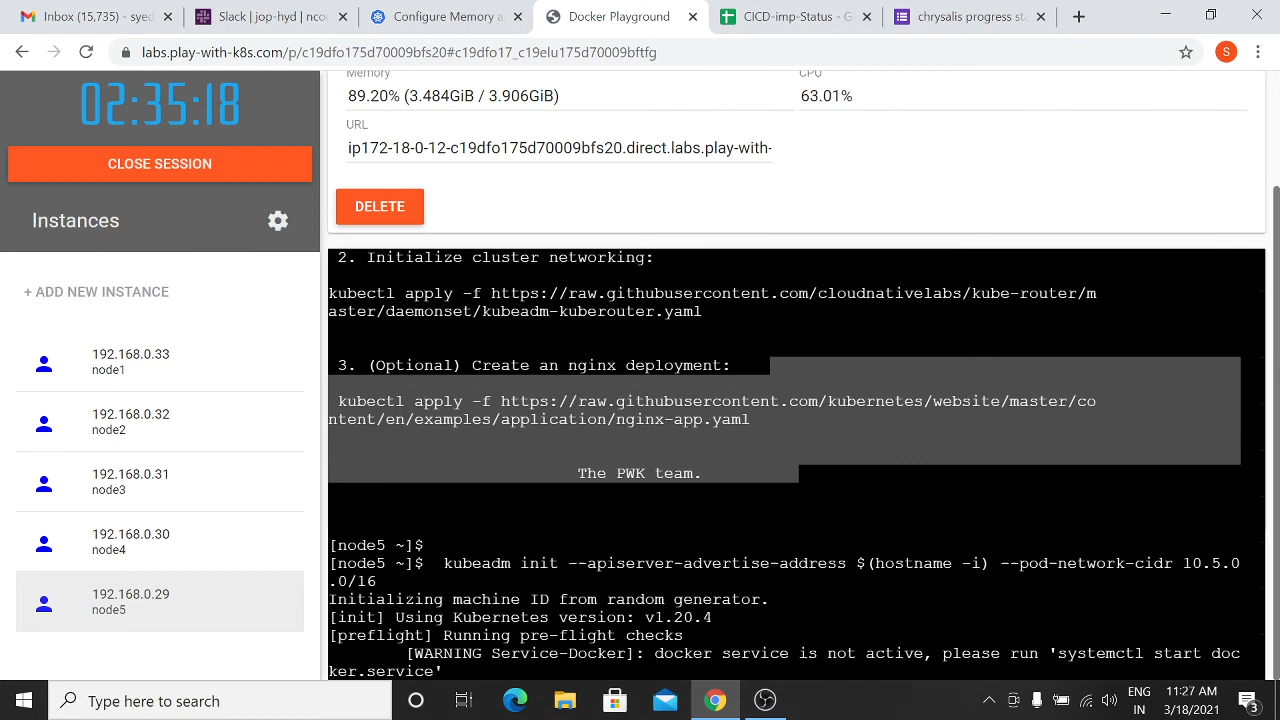 Inbox (15,735) - syed
Slack | jop-hyd | nco
Configure Memory a
Docker Playground
CICD-imp-status - G
chrysalis progress st
labs.play-with-k8s.com/p/c19dfo175d70009bfs20#c19dfo17_c19elu175d70009bftfg
S
02:35:18
CLOSE SESSION
Instances
+ ADD NEW INSTANCE
192.168.0.33
node1
192.168.0.32
node2
192.168.0.31
node3
192.168.0.30
node4
192.168.0.29
node5
Memory
89.20% (3.484GiB / 3.906GiB)
CPU
63.01%
URL
ip172-18-0-12-c19dfo175d70009bfs20.direct.labs.play-with-
DELETE
2. Initialize cluster networking:
kubectl apply -f https://raw.githubusercontent.com/cloudnativelabs/kube-router/m
aster/daemonset/kubeadm-kuberouter.yaml
3. (Optional) Create an nginx deployment:
kubectl apply -f https://raw.githubusercontent.com/kubernetes/website/master/co
ntent/en/examples/application/nginx-app.yaml
The PWK team.
[node5 ~]$
[node5 ~]$  kubeadm init --apiserver-advertise-address $(hostname -i) --pod-network-cidr 10.5.0
.0/16
Initializing machine ID from random generator.
[init] Using Kubernetes version: v1.20.4
[preflight] Running pre-flight checks
[WARNING Service-Docker]: docker service is not active, please run 'systemctl start doc
ker.service'
Type here to search
ENG
IN
11:27 AM
3/18/2021
3